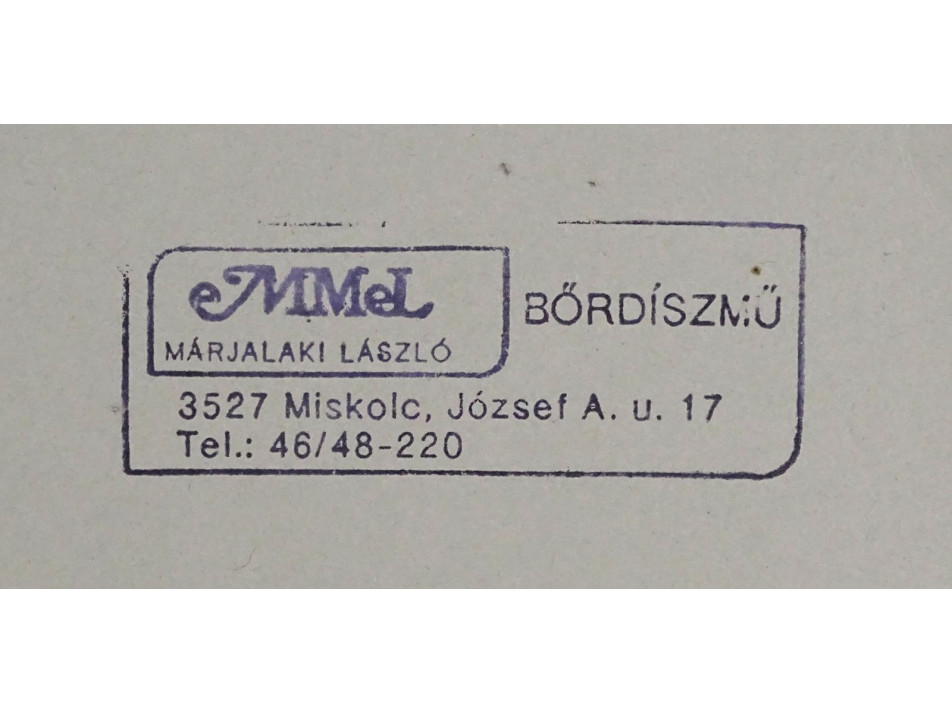 eMMeL
MÁRJALAKI LÁSZLÓ
BŐRDÍSZMŰ
3527 Miskolc, József A. u. 17
Tel.: 46/48-220